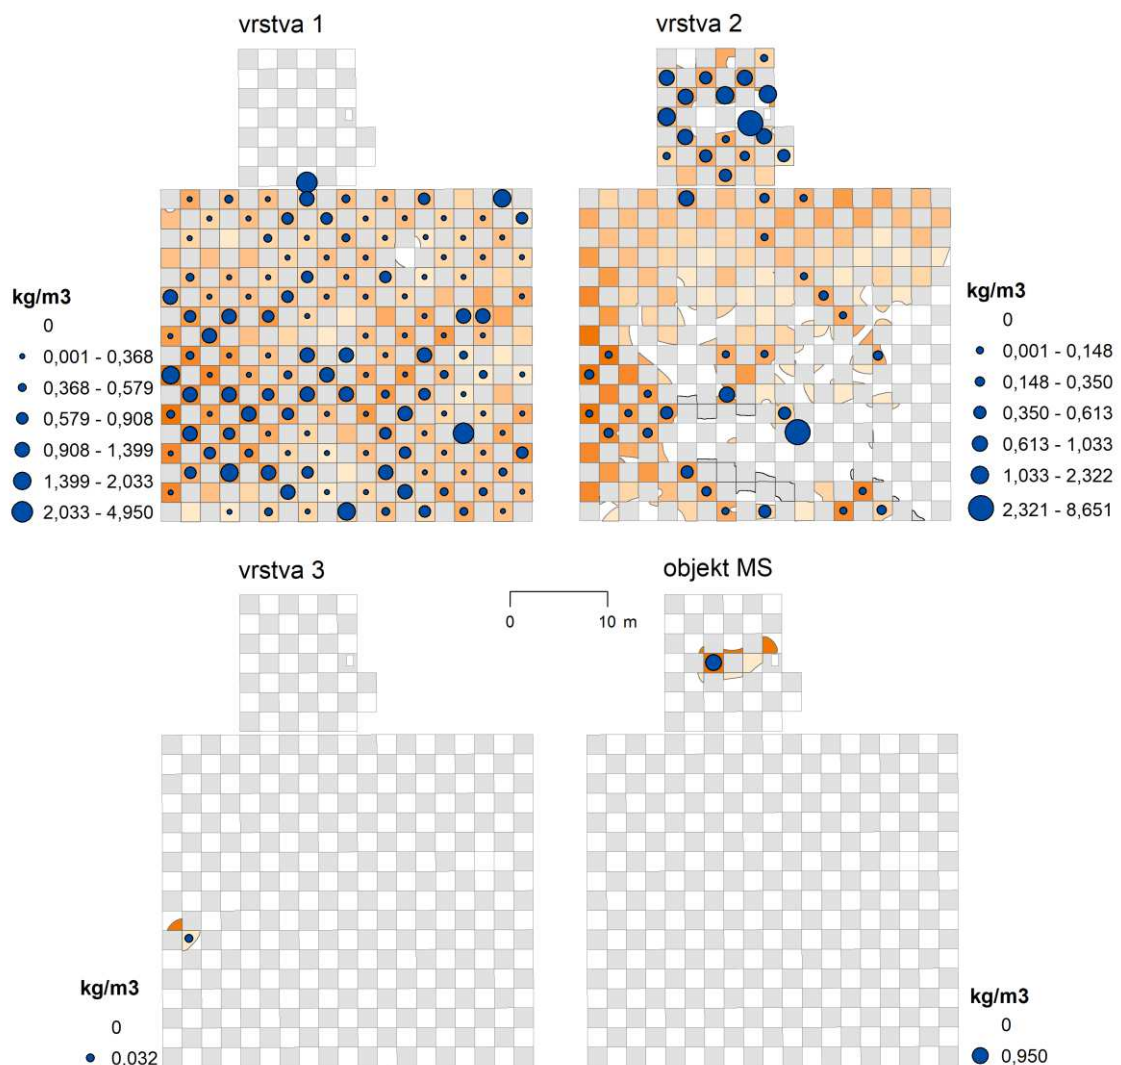 vrstva 1
vrstva 2
kg/m3
0
0,001 - 0,368
0,368 - 0,579
0,579 - 0,908
0,908 - 1,399
1,399 - 2,033
2,033 - 4,950
kg/m3
0
0,001 - 0,148
0,148 - 0,350
0,350 - 0,613
0,613 - 1,033
1,033 - 2,322
2,321 - 8,651
vrstva 3
objekt MS
0 10 m
kg/m3
0
0,032
kg/m3
0
0,950